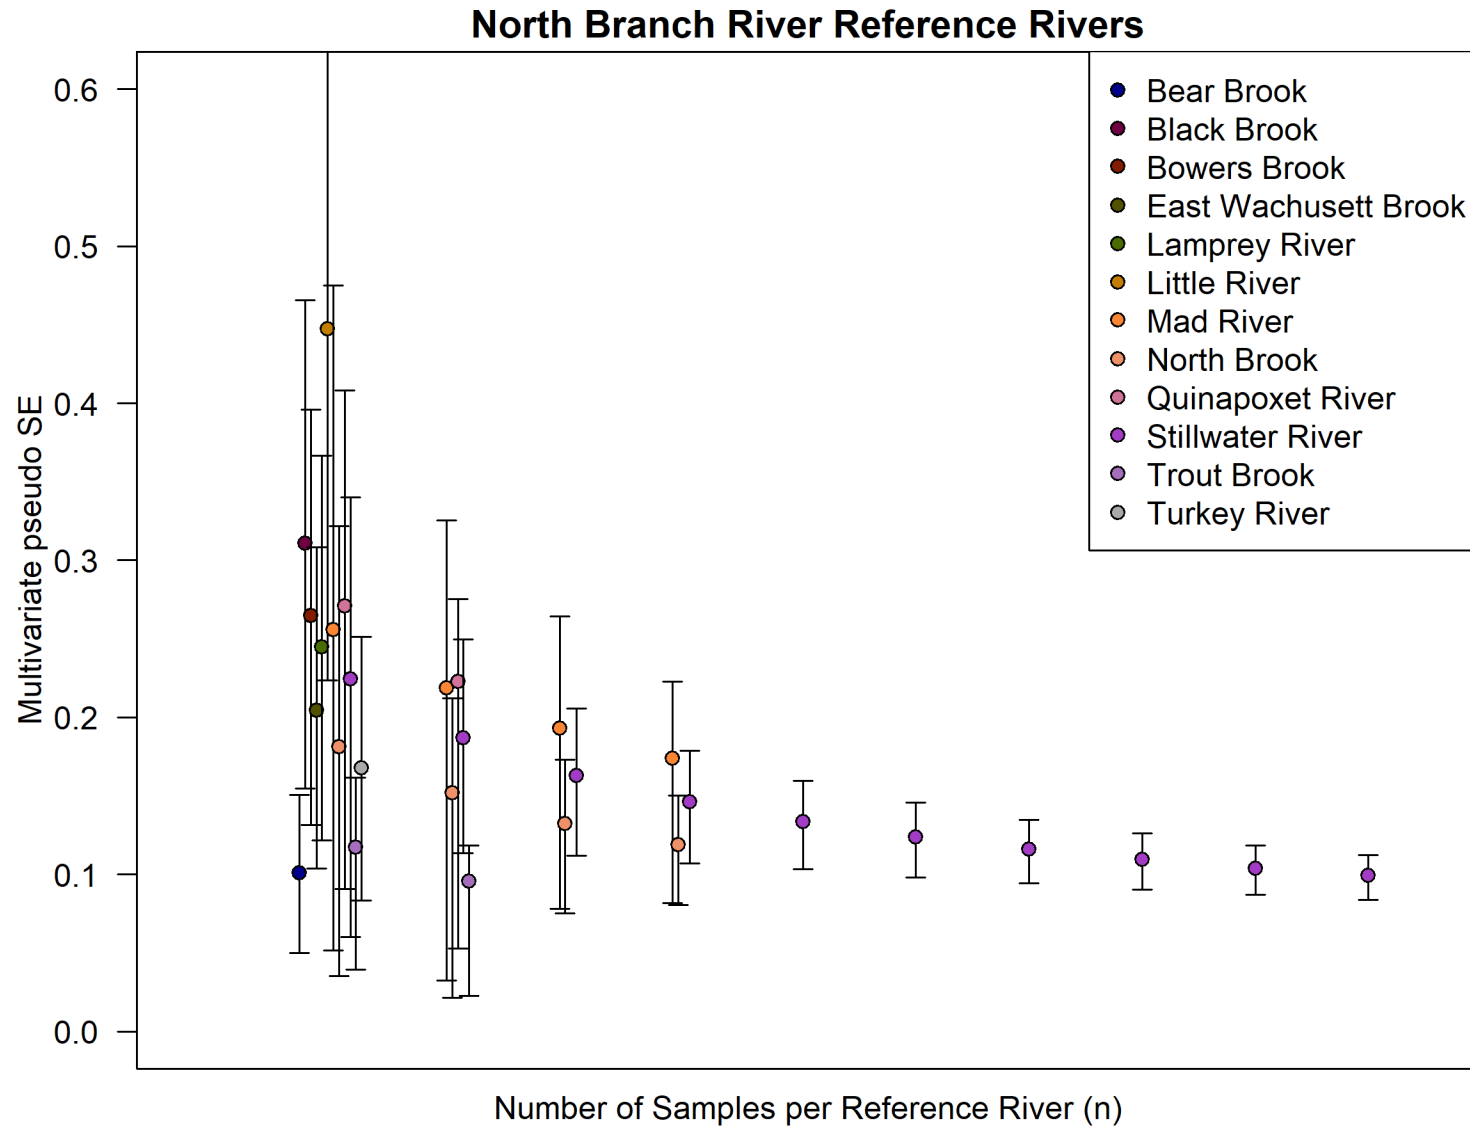 North Branch River Reference Rivers
0.6
0.5
0.4
0.3
0.2
0.1
0.0
Multivariate pseudo SE
Bear Brook
Black Brook
Bowers Brook
East Wachusett Brook
Lamprey River
Little River
Mad River
North Brook
Quinapoxet River
Stillwater River
Trout Brook
Turkey River
Number of Samples per Reference River (n)